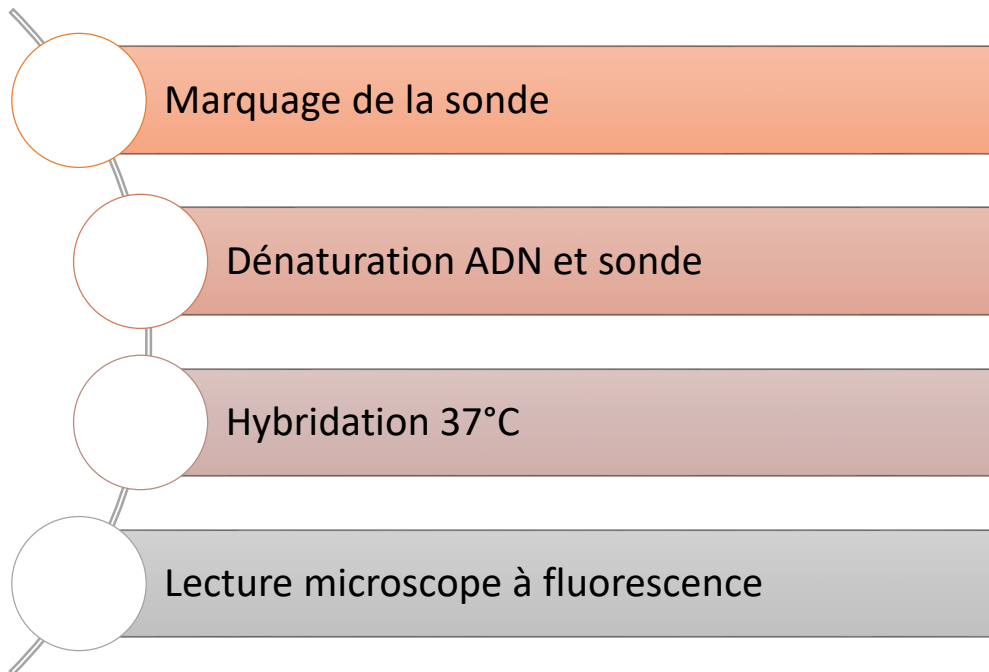 Marquage de la sonde
Dénaturation ADN et sonde
Hybridation 37°C
Lecture microscope à fluorescence